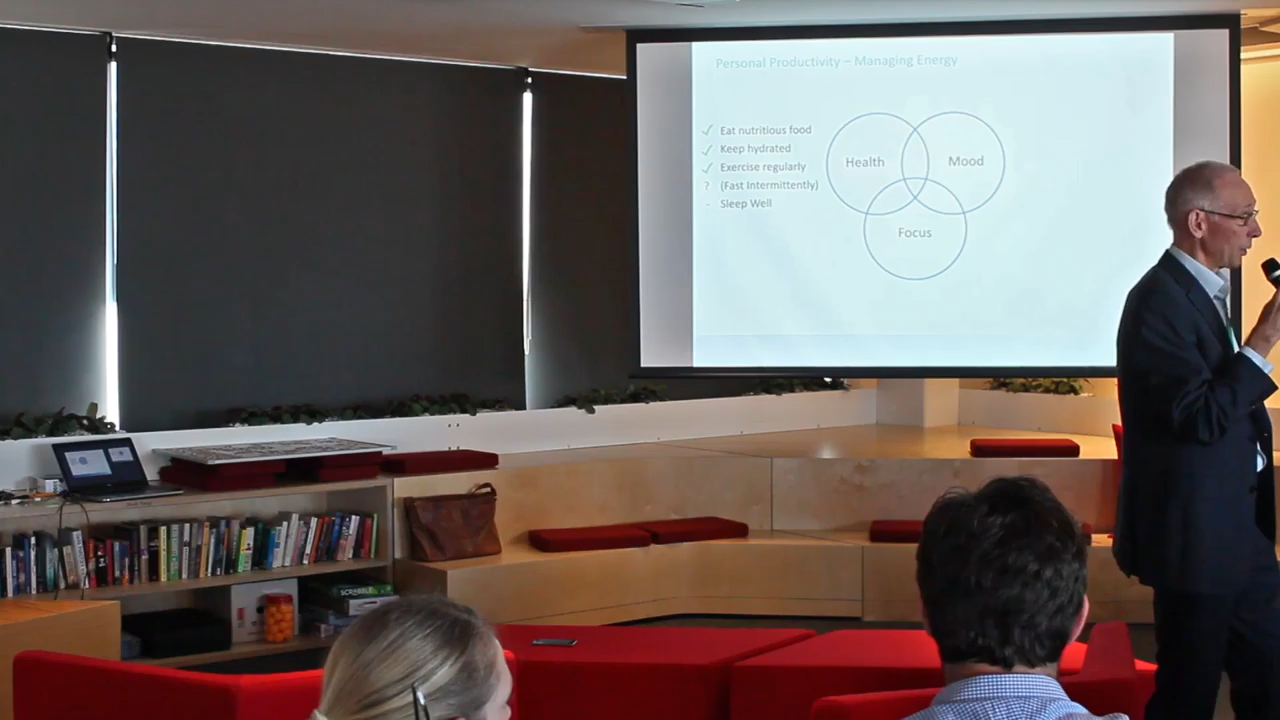 Personal Productivity – Managing Energy
✓ Eat nutritious food
✓ Keep hydrated
✓ Exercise regularly
? (Fast Intermittently)
- Sleep Well
Health
Mood
Focus
SCRABBLE